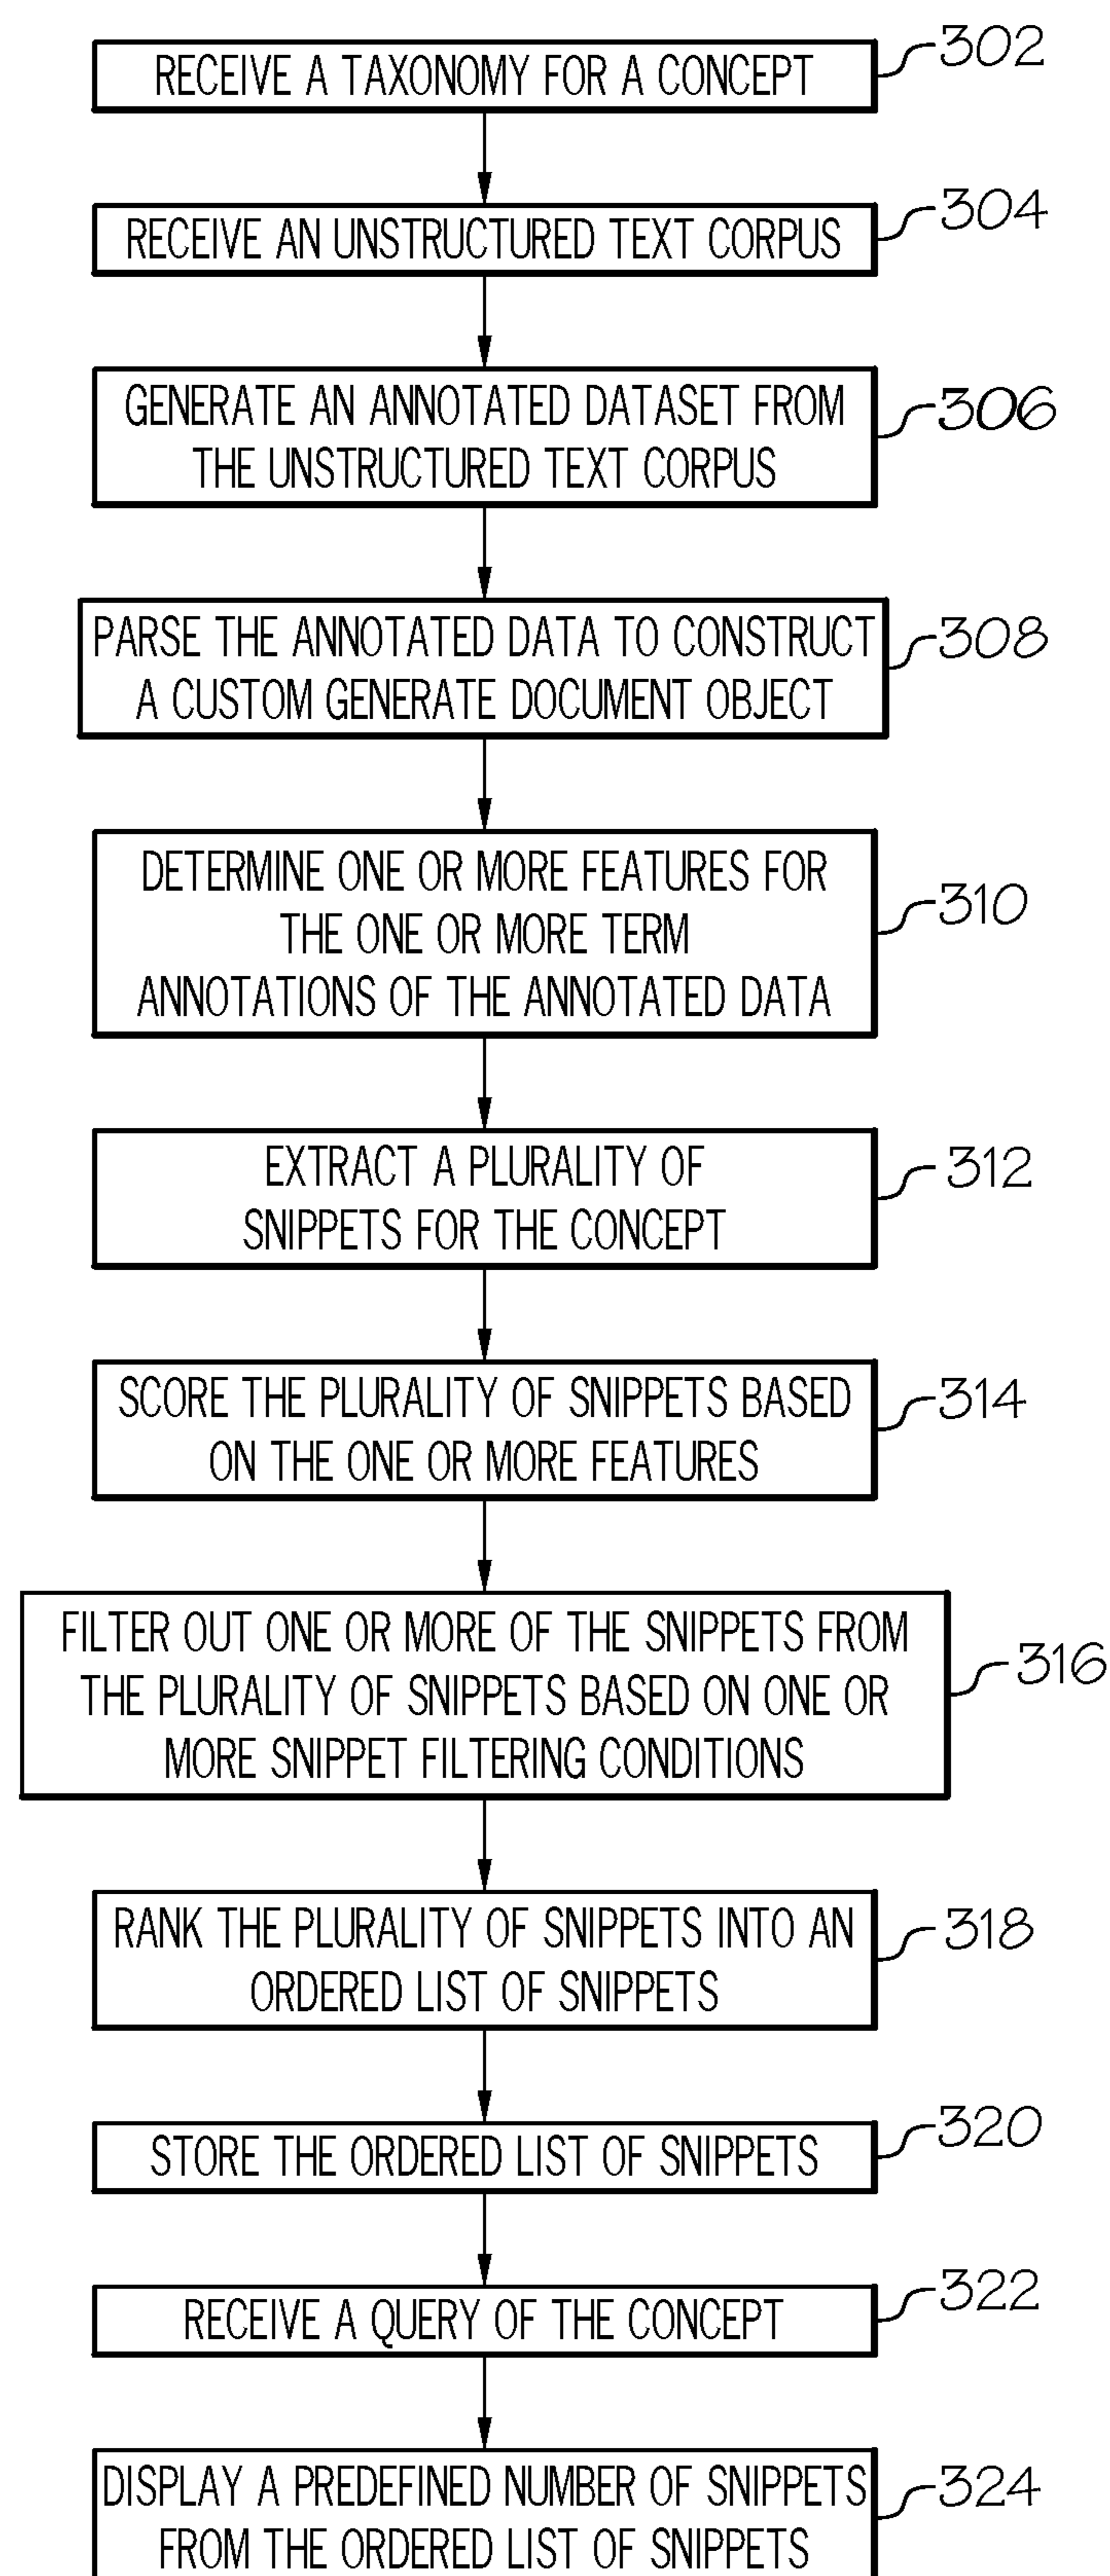 RECEIVE A TAXONOMY FOR A CONCEPT
302
RECEIVE AN UNSTRUCTURED TEXT CORPUS
304
GENERATE AN ANNOTATED DATASET FROM
THE UNSTRUCTURED TEXT CORPUS
306
PARSE THE ANNOTATED DATA TO CONSTRUCT
A CUSTOM GENERATE DOCUMENT OBJECT
308
DETERMINE ONE OR MORE FEATURES FOR
THE ONE OR MORE TERM
ANNOTATIONS OF THE ANNOTATED DATA
310
EXTRACT A PLURALITY OF
SNIPPETS FOR THE CONCEPT
312
SCORE THE PLURALITY OF SNIPPETS BASED
ON THE ONE OR MORE FEATURES
314
FILTER OUT ONE OR MORE OF THE SNIPPETS FROM
THE PLURALITY OF SNIPPETS BASED ON ONE OR
MORE SNIPPET FILTERING CONDITIONS
316
RANK THE PLURALITY OF SNIPPETS INTO AN
ORDERED LIST OF SNIPPETS
318
STORE THE ORDERED LIST OF SNIPPETS
320
RECEIVE A QUERY OF THE CONCEPT
322
DISPLAY A PREDEFINED NUMBER OF SNIPPETS
FROM THE ORDERED LIST OF SNIPPETS
324